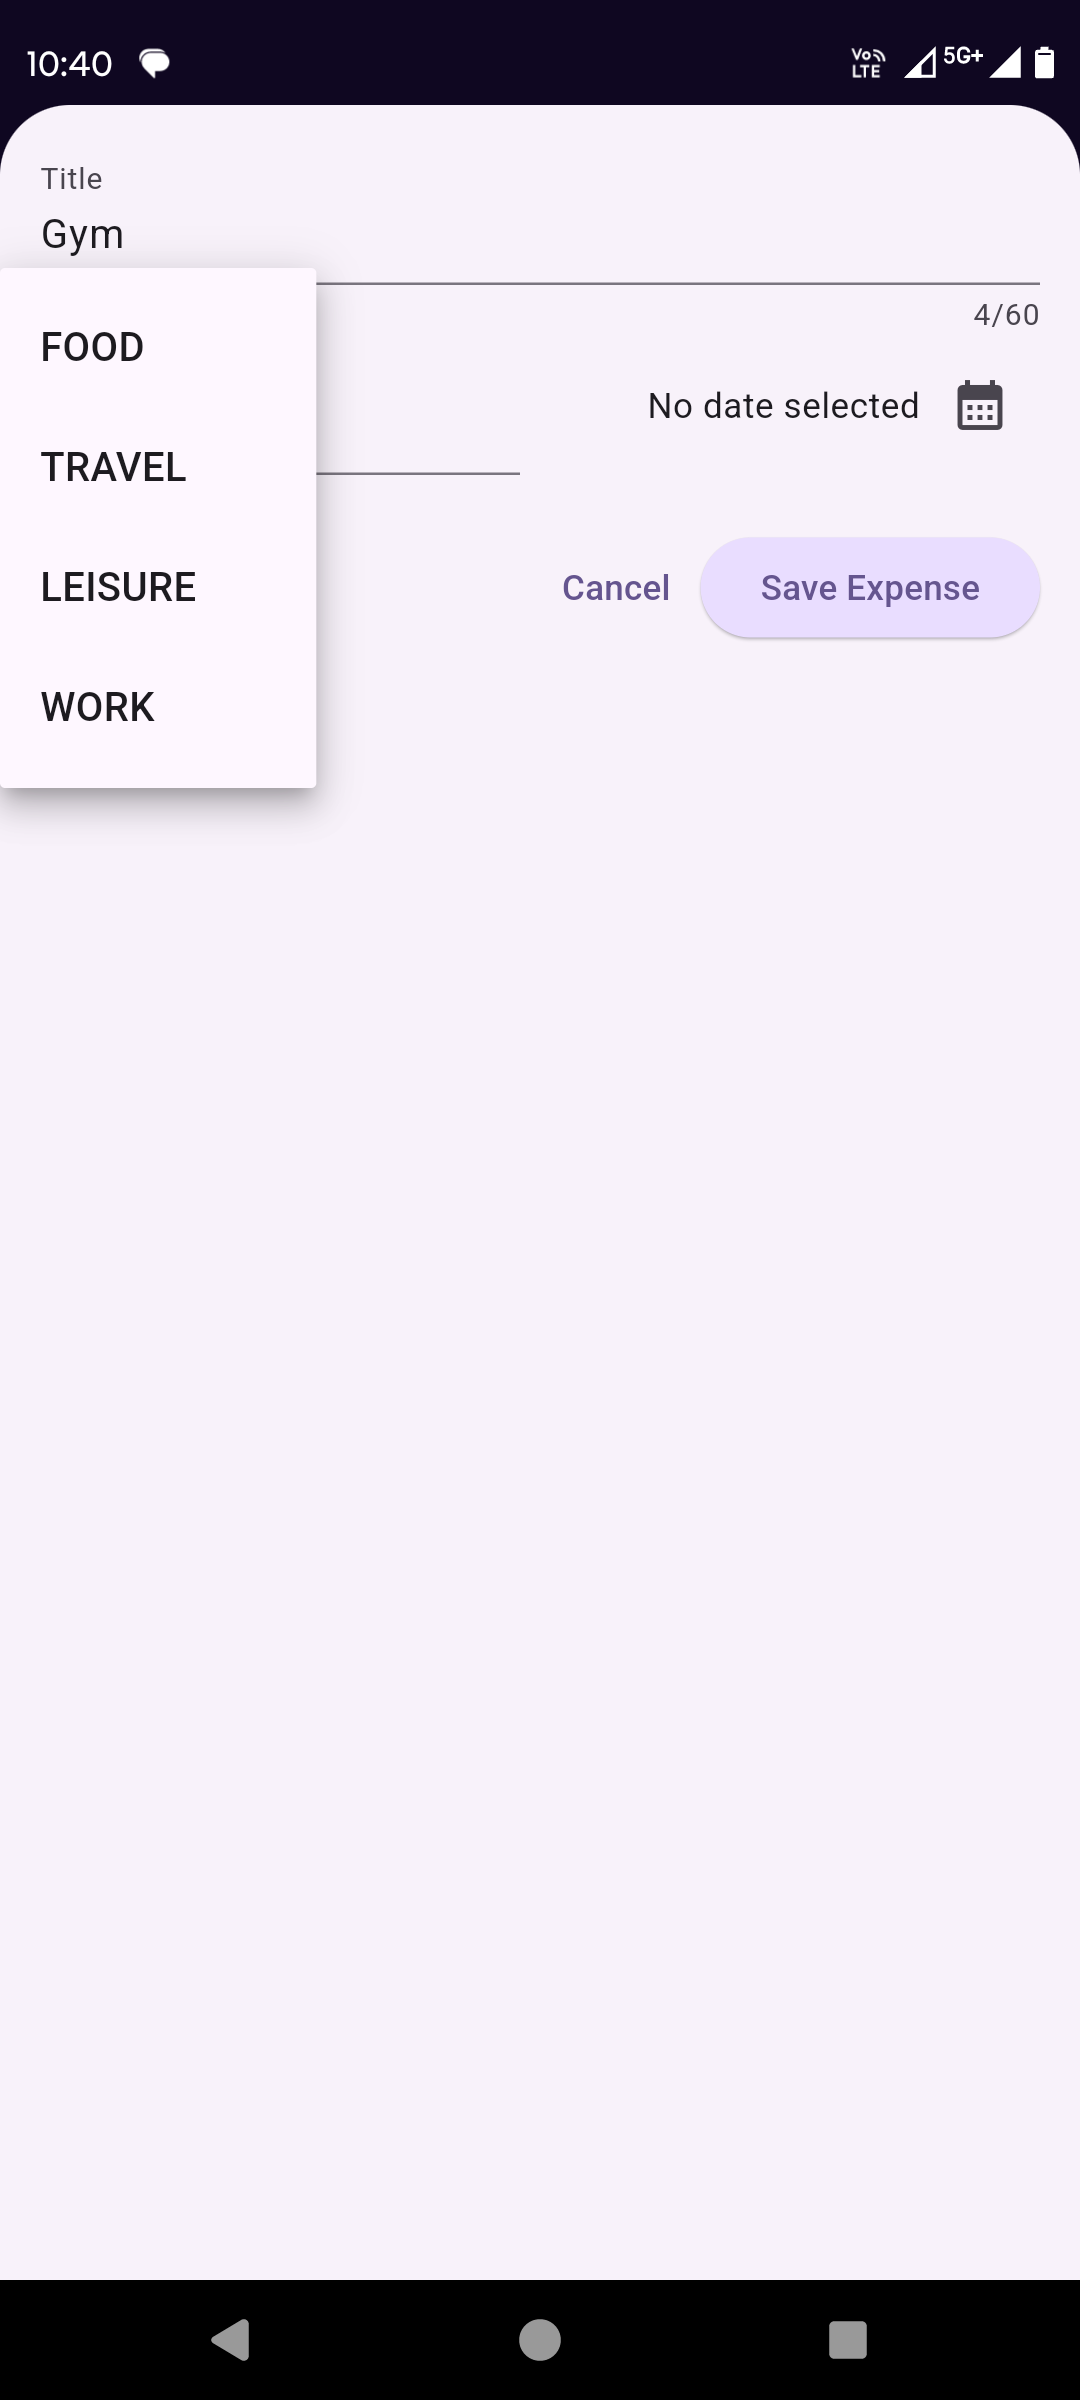 10:40
Vo LTE 5G+
Title
Gym
4/60
No date selected
FOOD
TRAVEL
LEISURE
Cancel
Save Expense
WORK